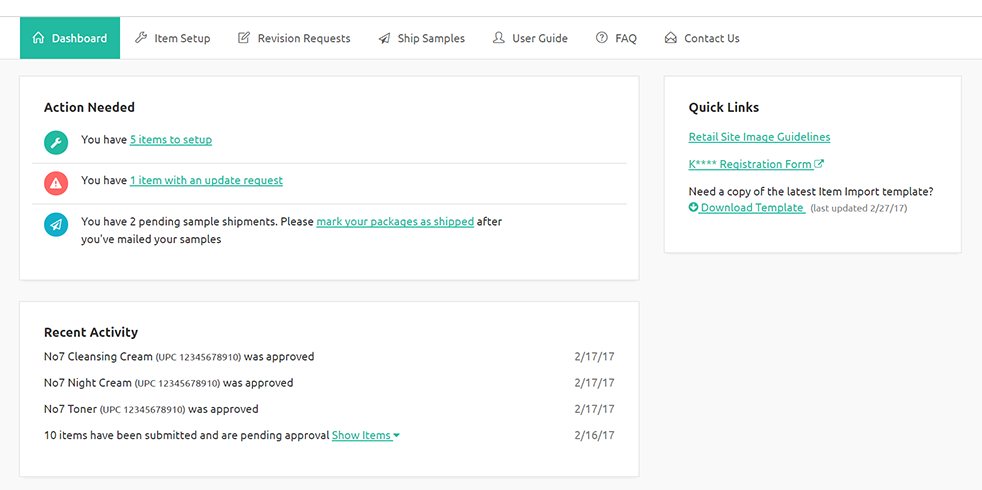 Dashboard Item Setup Revision Requests Ship Samples User Guide FAQ Contact Us
Action Needed
You have 5 items to setup
You have 1 item with an update request
You have 2 pending sample shipments. Please mark your packages as shipped after
you've mailed your samples
Quick Links
Retail Site Image Guidelines
K**** Registration Form
Need a copy of the latest Item Import template?
Download Template (last updated 2/27/17)
Recent Activity
No7 Cleansing Cream (UPC 12345678910) was approved 2/17/17
No7 Night Cream (UPC 12345678910) was approved 2/17/17
No7 Toner (UPC 12345678910) was approved 2/17/17
10 items have been submitted and are pending approval Show Items 2/16/17